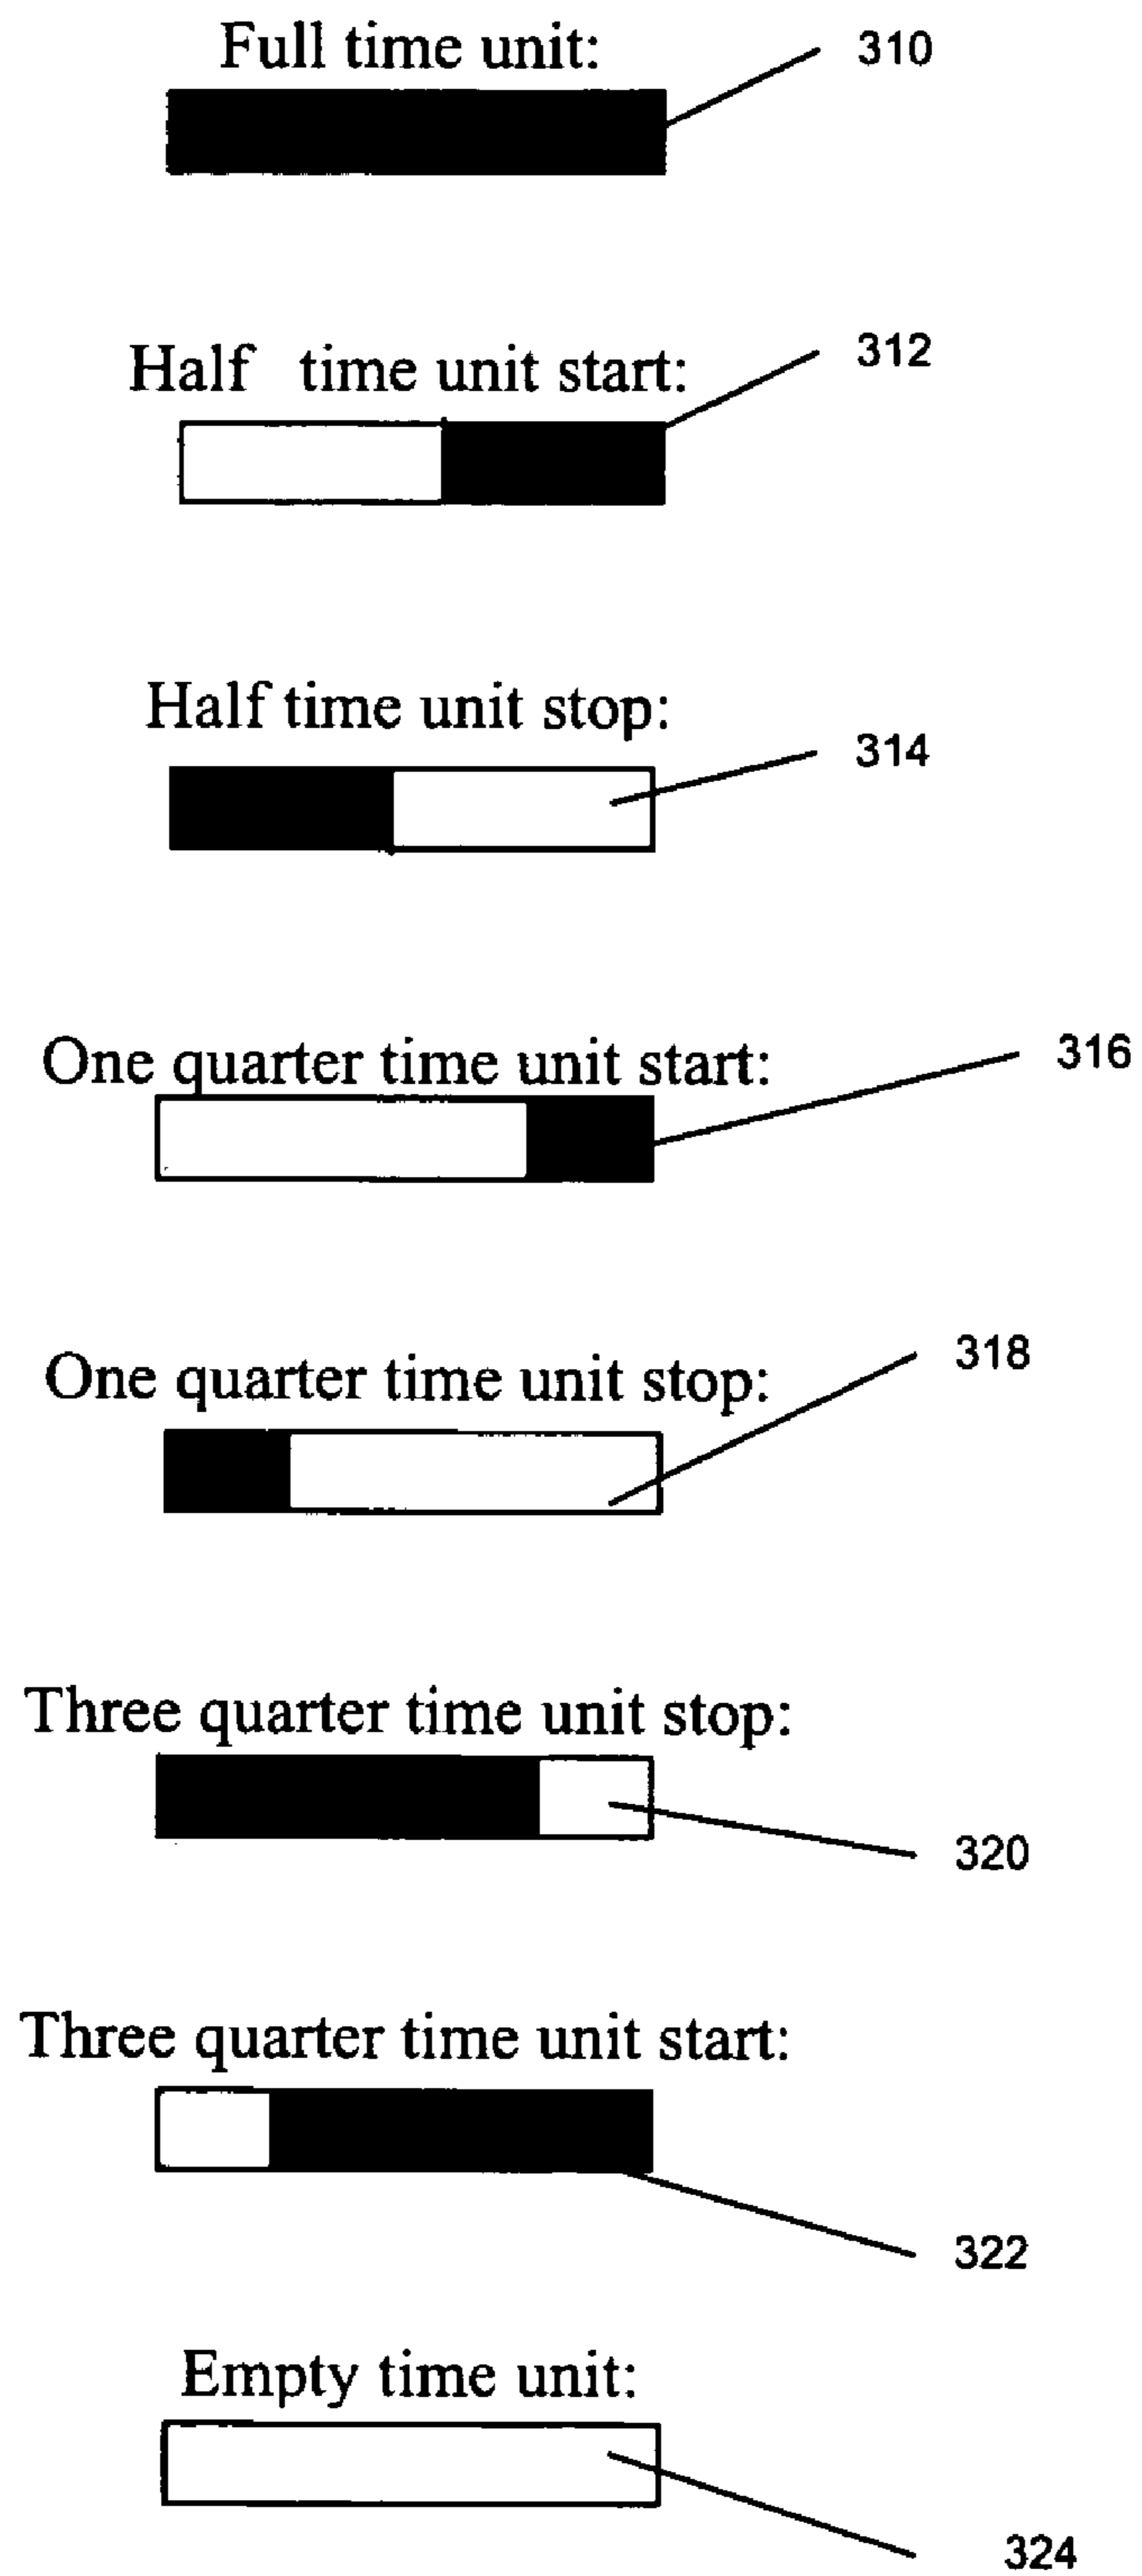 Full time unit:
310
Half time unit start:
312
Half time unit stop:
314
One quarter time unit start:
316
One quarter time unit stop:
318
Three quarter time unit stop:
320
Three quarter time unit start:
322
Empty time unit:
324